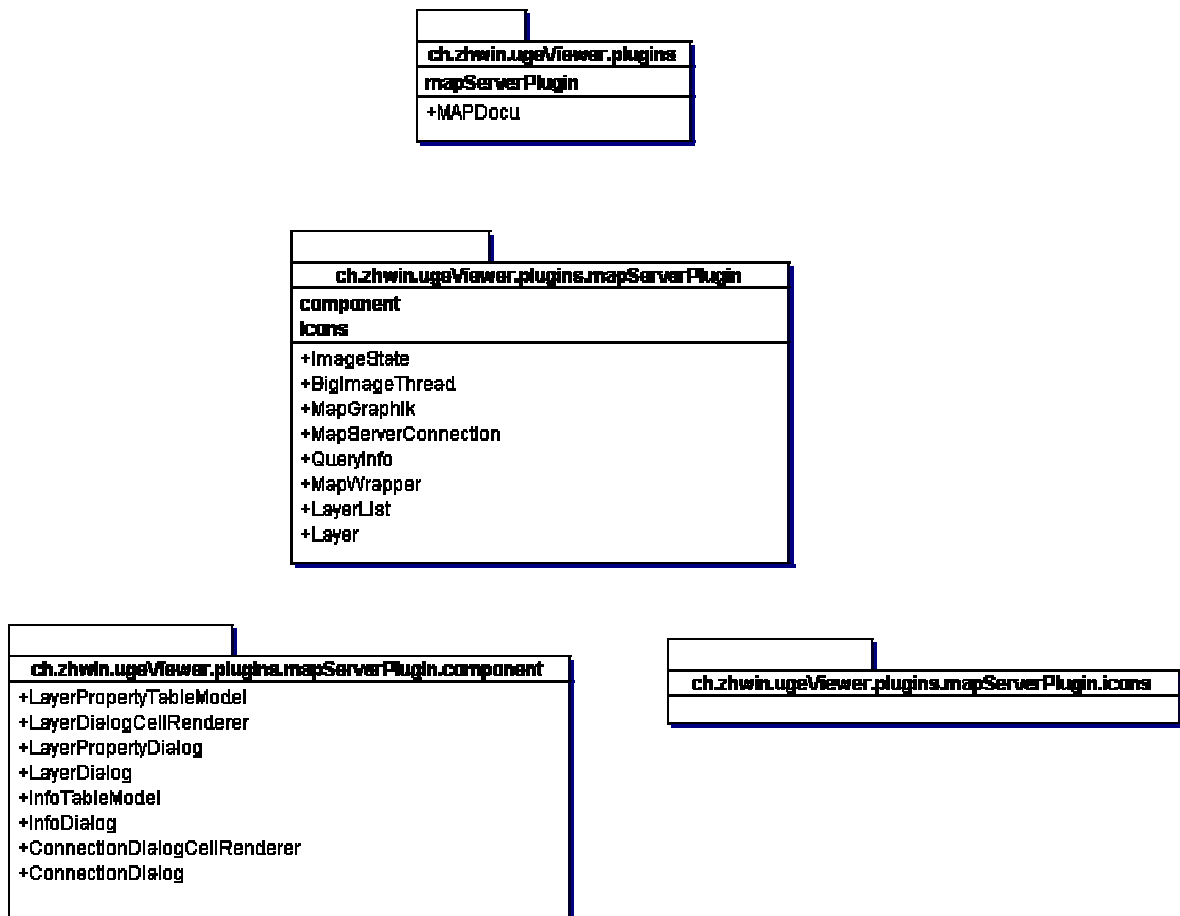 ch.zhwin.ugeViewer.plugins
mapServerPlugin
+MAPDocu
ch.zhwin.ugeViewer.plugins.mapServerPlugin
component
icons
+ImageState
+BigImageThread
+MapGraphik
+MapServerConnection
+QueryInfo
+MapWrapper
+LayerList
+Layer
ch.zhwin.ugeViewer.plugins.mapServerPlugin.component
+LayerPropertyTableModel
+LayerDialogCellRenderer
+LayerPropertyDialog
+LayerDialog
+InfoTableModel
+InfoDialog
+ConnectionDialogCellRenderer
+ConnectionDialog
ch.zhwin.ugeViewer.plugins.mapServerPlugin.icons